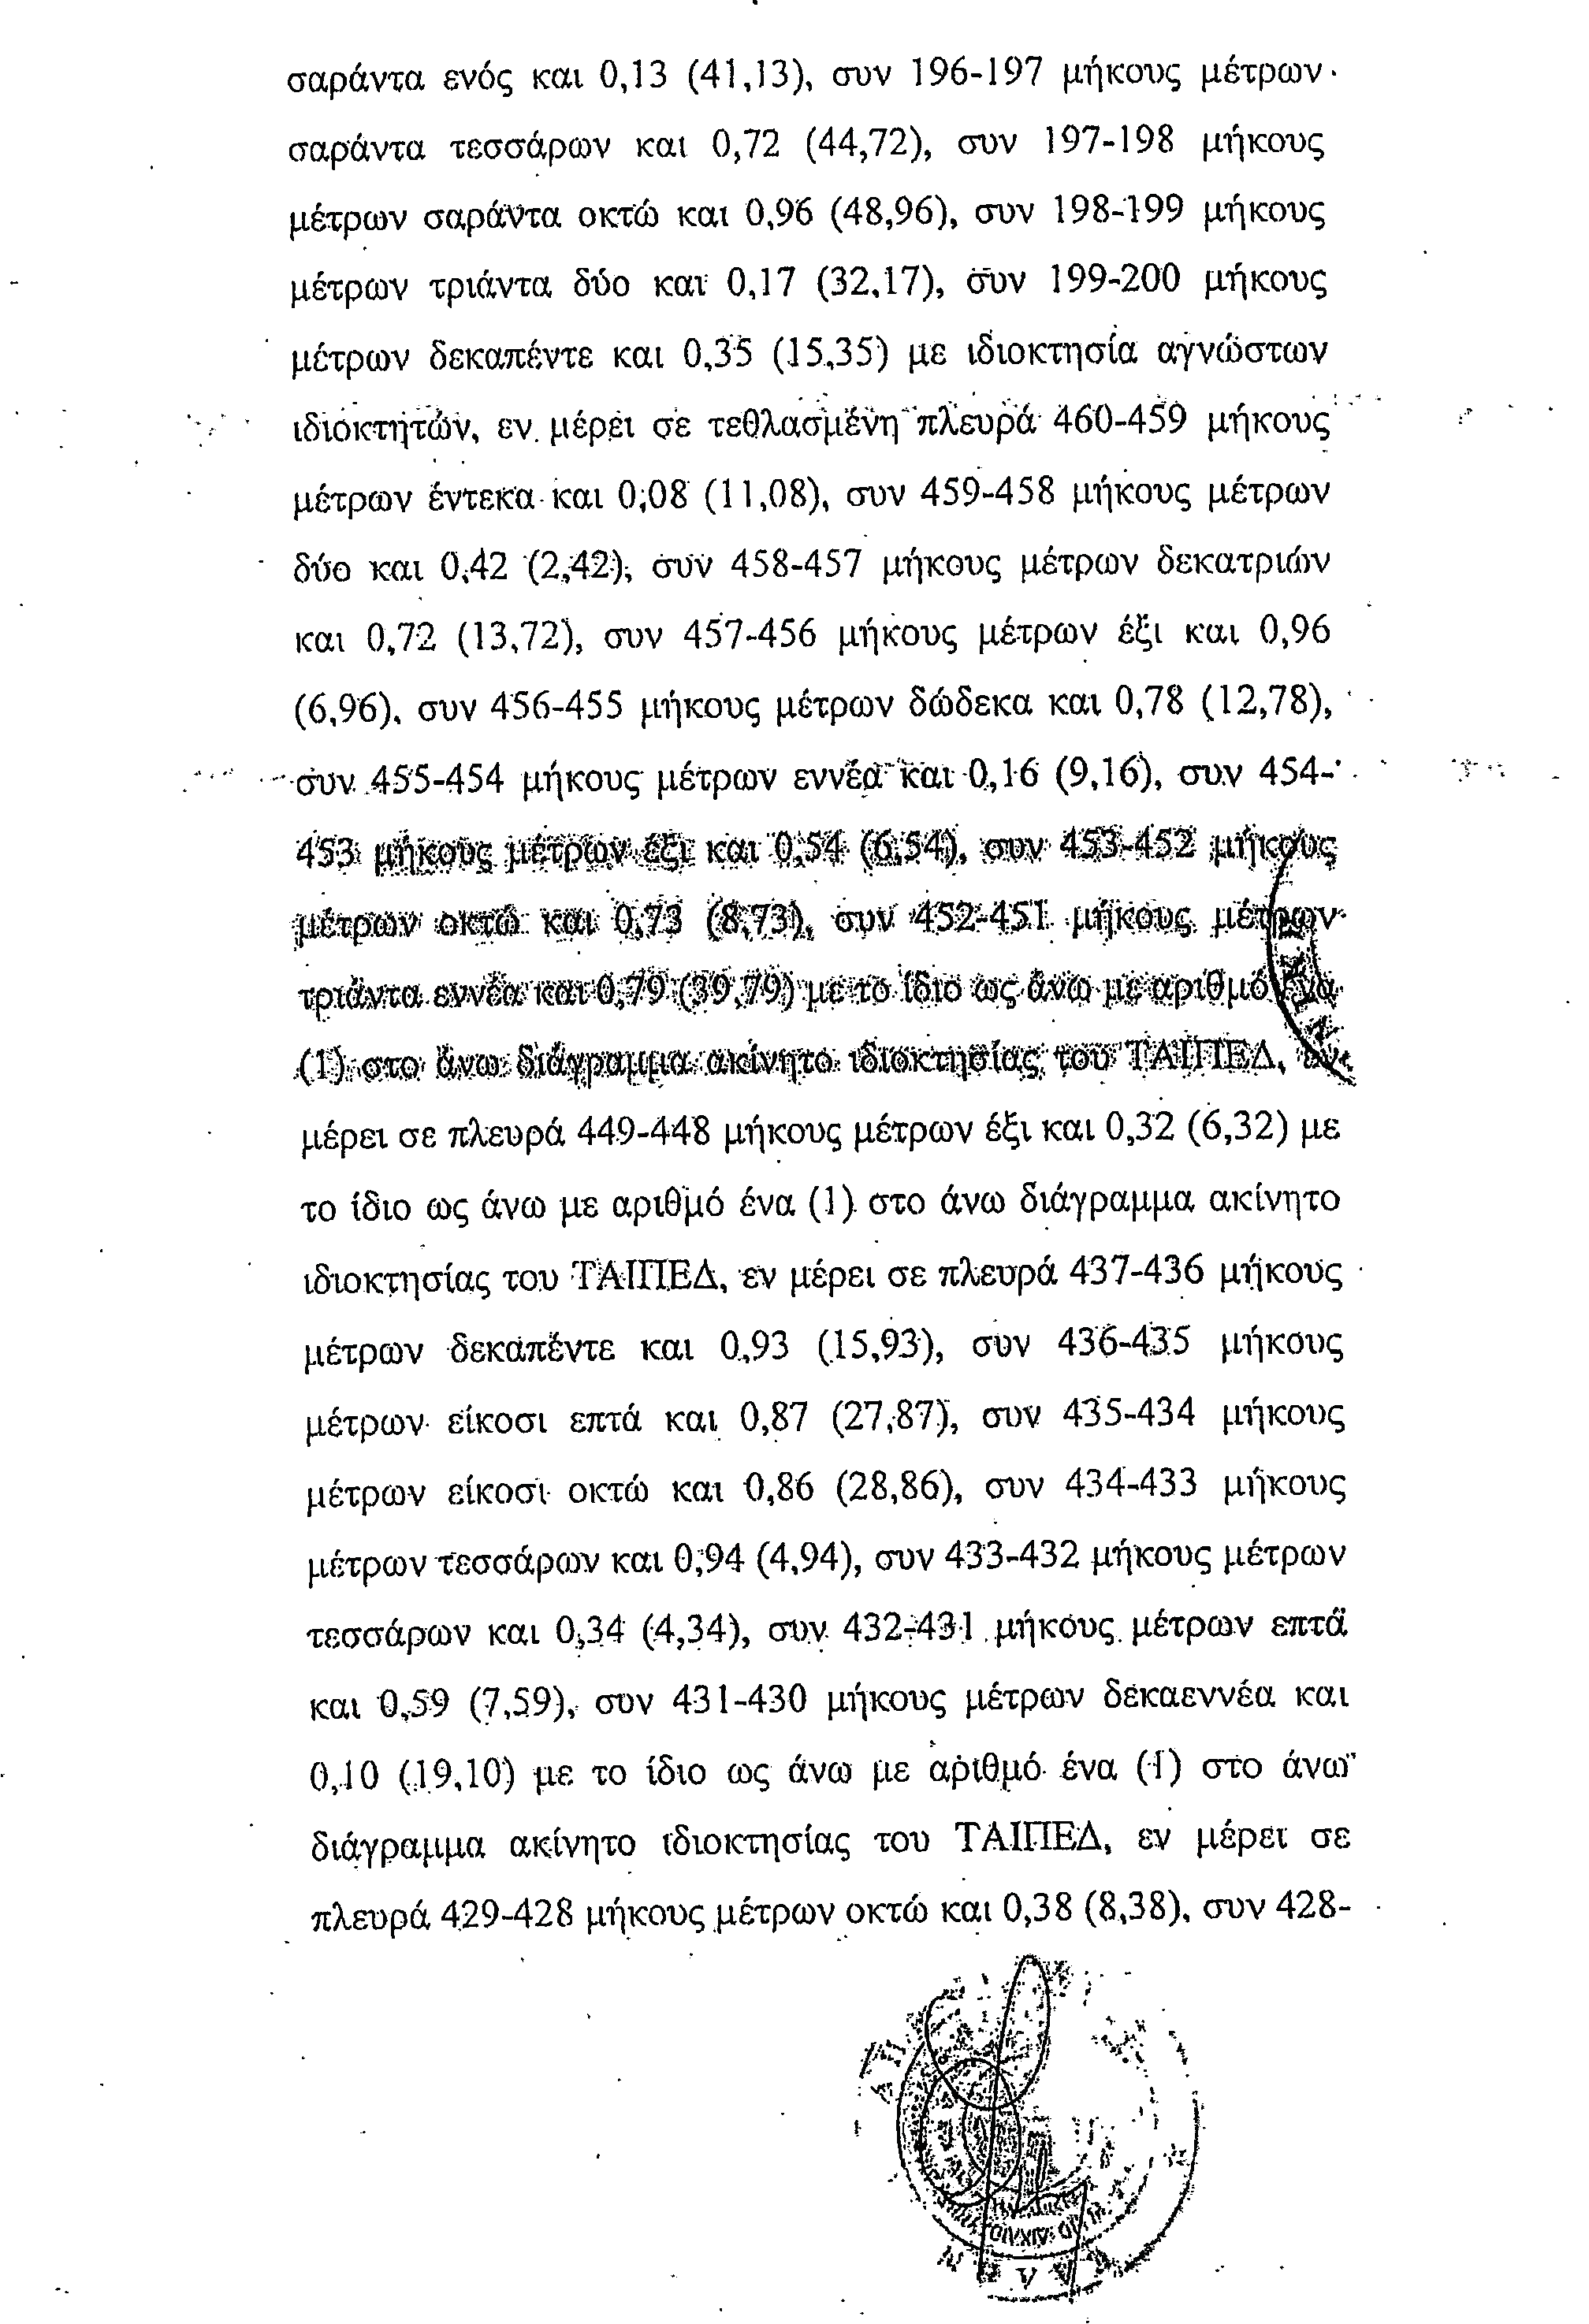 σαράντα ενός και 0,13 (41,13), συν 196-197 μήκους μέτρων
σαράντα τεσσάρων και 0,72 (44,72), συν 197-198 μήκους
μέτρων σαράντα οκτώ και 0,96 (48,96), συν 198-199 μήκους
μέτρων τριάντα δύο και 0,17 (32,17), συν 199-200 μήκους
μέτρων δεκαπέντε και 0,35 (15,35) με ιδιοκτησία αγνώστων
ιδιοκτητών, εν μέρει σε τεθλασμένη πλευρά 460-459 μήκους
μέτρων έντεκα και 0,08 (11,08), συν 459-458 μήκους μέτρων
δύο και 0,42 (2,42), συν 458-457 μήκους μέτρων δεκατριών
και 0,72 (13,72), συν 457-456 μήκους μέτρων έξι και 0,96
(6,96), συν 456-455 μήκους μέτρων δώδεκα και 0,78 (12,78),
συν 455-454 μήκους μέτρων εννέα και 0,16 (9,16), συν 454-
453 μήκους μέτρων έξι και 0,54 (6,54), συν 453-452 μήκους
μέτρων οκτώ και 0,73 (8,73), συν 452-451 μήκους μέτρων
τριάντα εννέα και 0,79 (39,79) με το ίδιο ως άνω με αριθμό ένα
(1) στο άνω διάγραμμα ακίνητο ιδιοκτησίας του ΤΑΙΠΕΔ, εν
μέρει σε πλευρά 449-448 μήκους μέτρων έξι και 0,32 (6,32) με
το ίδιο ως άνω με αριθμό ένα (1) στο άνω διάγραμμα ακίνητο
ιδιοκτησίας του ΤΑΙΠΕΔ, εν μέρει σε πλευρά 437-436 μήκους
μέτρων δεκαπέντε και 0,93 (15,93), συν 436-435 μήκους
μέτρων είκοσι επτά και 0,87 (27,87), συν 435-434 μήκους
μέτρων είκοσι οκτώ και 0,86 (28,86), συν 434-433 μήκους
μέτρων τεσσάρων και 0,94 (4,94), συν 433-432 μήκους μέτρων
τεσσάρων και 0,34 (4,34), συν 432-431 μήκους μέτρων επτά
και 0,59 (7,59), συν 431-430 μήκους μέτρων δεκαεννέα και
0,10 (19,10) με το ίδιο ως άνω με αριθμό ένα (1) στο άνω
διάγραμμα ακίνητο ιδιοκτησίας του ΤΑΙΠΕΔ, εν μέρει σε
πλευρά 429-428 μήκους μέτρων οκτώ και 0,38 (8,38), συν 428-